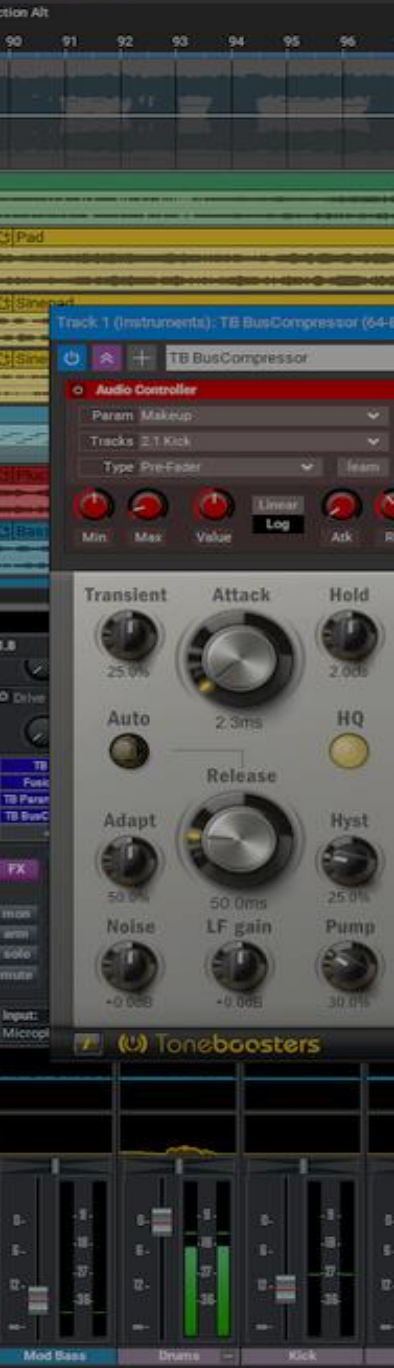 ction Alt
90 91 92 93 94 95 96
Pad
Sinepad
Track 1 (Instruments): TB BusCompressor (64-b
Sine
TB BusCompressor
Audio Controller
Param Makeup
Tracks 2.1 Kick
Type Pre-Fader learn
Linear
Log
Min Max Value Atk R
Bass
Transient Attack Hold
25.0%
2.3ms
Drive
Auto HQ
Release
TB
Fusio
TB Param
TB BusC
Adapt Hyst
50.0% 50.0ms 25.0%
FX
Noise LF gain Pump
mon
arm
solo
mute
+0.0dB +0.0dB 30.0%
Input:
Microp
Toneboosters
Mod Bass Drums Kick